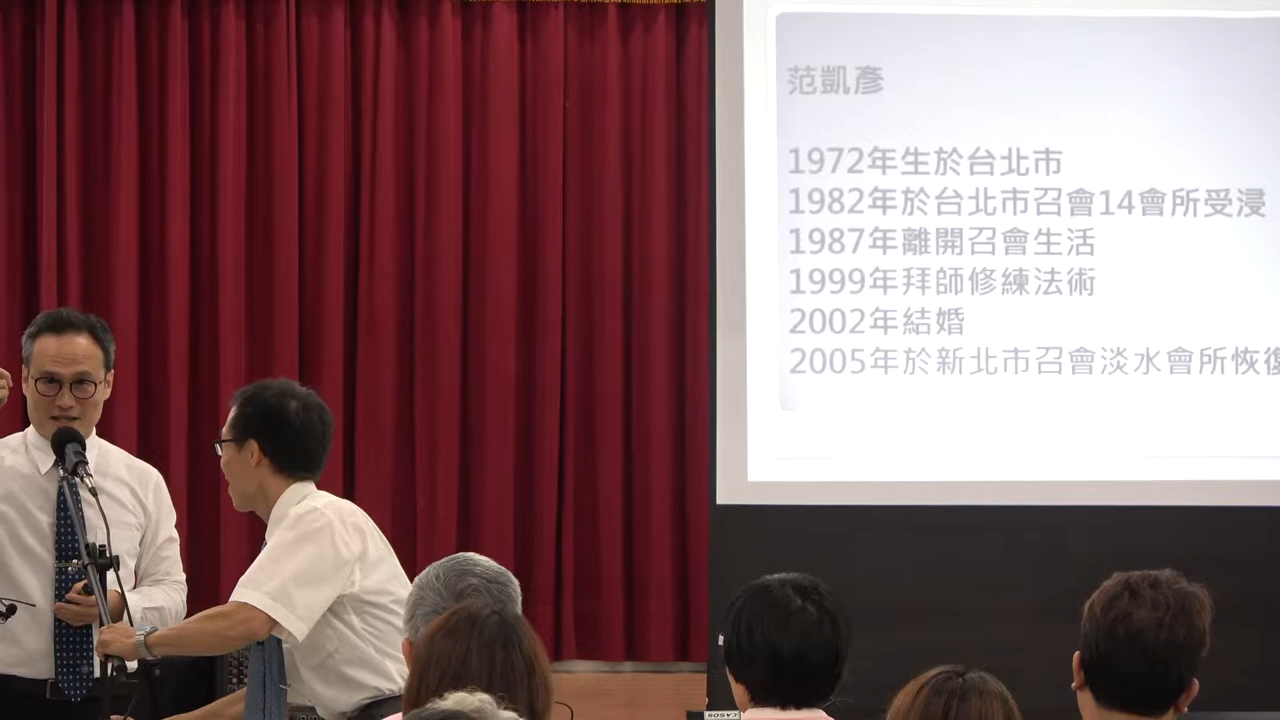 范凱彥
1972年生於台北市
1982年於台北市召會14會所受浸
1987年離開召會生活
1999年拜師修練法術
2002年結婚
2005年於新北市召會淡水會所恢復
CASOS